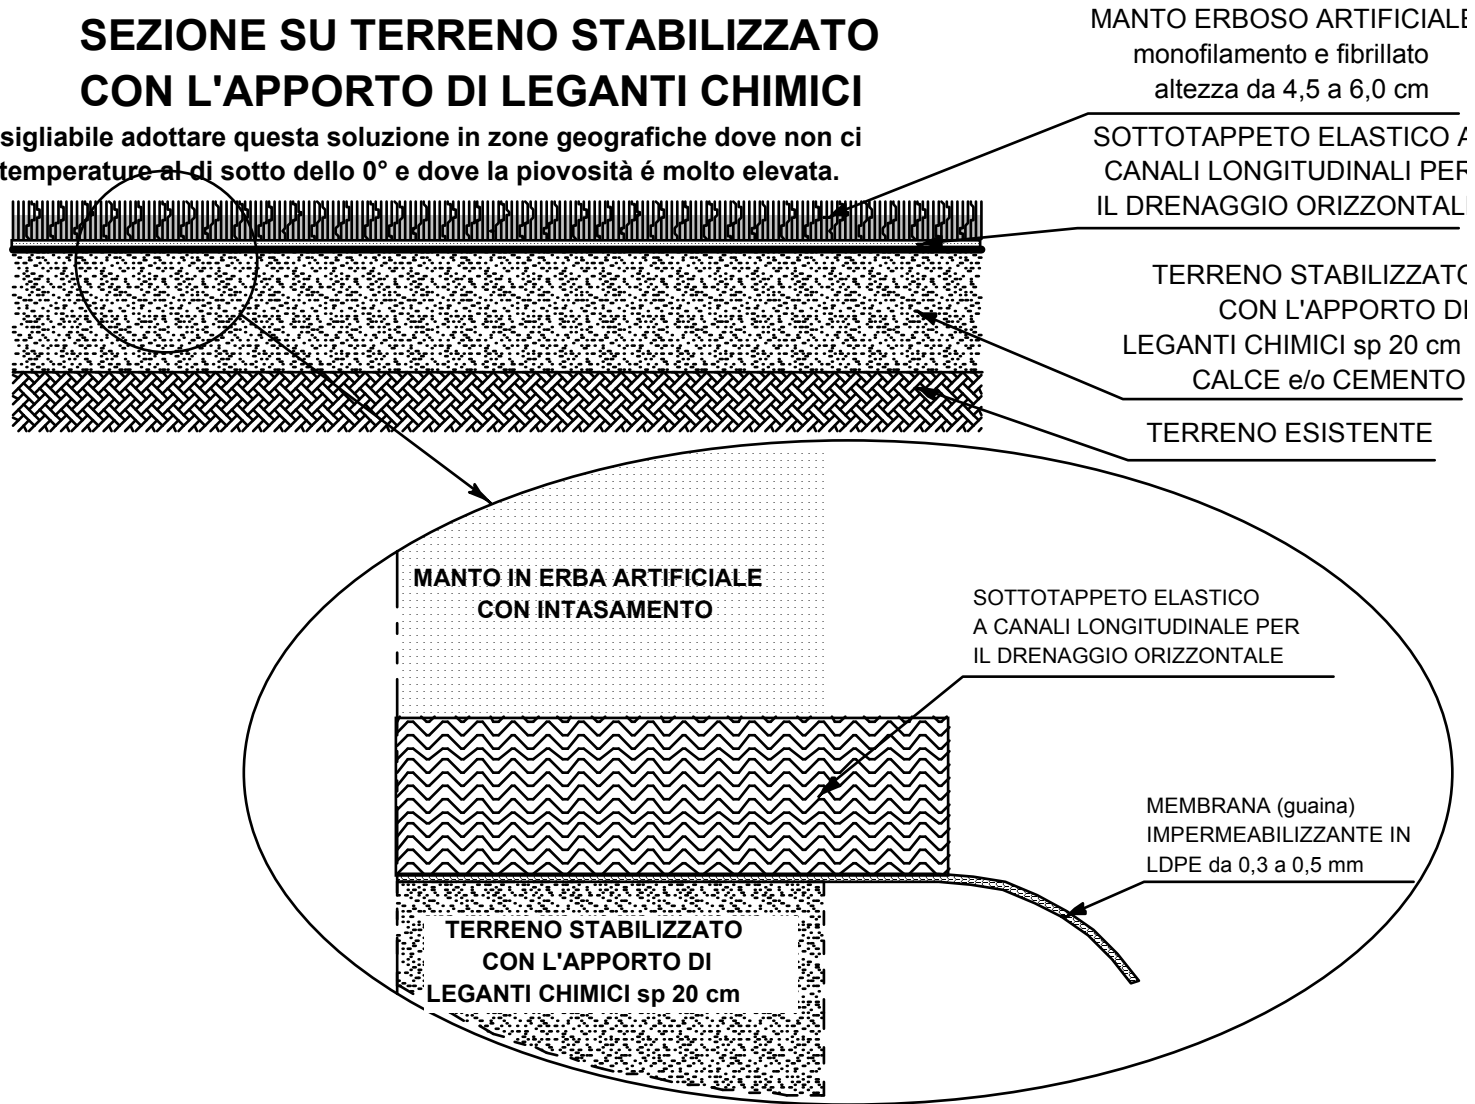 SEZIONE SU TERRENO STABILIZZATO
CON L'APPORTO DI LEGANTI CHIMICI
sigliabile adottare questa soluzione in zone geografiche dove non ci
temperature al di sotto dello 0° e dove la piovosità é molto elevata.
MANTO ERBOSO ARTIFICIALE
monofilamento e fibrillato
altezza da 4,5 a 6,0 cm
SOTTOTAPPETO ELASTICO A
CANALI LONGITUDINALI PER
IL DRENAGGIO ORIZZONTALE
TERRENO STABILIZZATO
CON L'APPORTO DI
LEGANTI CHIMICI sp 20 cm
CALCE e/o CEMENTO
TERRENO ESISTENTE
MANTO IN ERBA ARTIFICIALE
CON INTASAMENTO
SOTTOTAPPETO ELASTICO
A CANALI LONGITUDINALE PER
IL DRENAGGIO ORIZZONTALE
MEMBRANA (guaina)
IMPERMEABILIZZANTE IN
LDPE da 0,3 a 0,5 mm
TERRENO STABILIZZATO
CON L'APPORTO DI
LEGANTI CHIMICI sp 20 cm